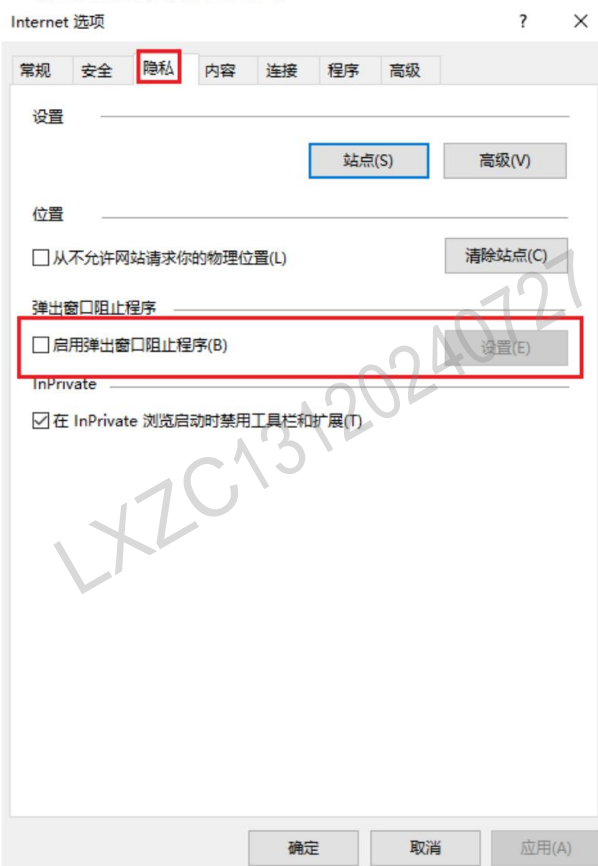 Internet 选项 ? ×
常规 安全 隐私 内容 连接 程序 高级
设置
站点(S) 高级(V)
位置
从不允许网站请求你的物理位置(L) 清除站点(C)
弹出窗口阻止程序
启用弹出窗口阻止程序(B) 设置(E)
InPrivate
在 InPrivate 浏览启动时禁用工具栏和扩展(T)
LXZC13120240727
确定 取消 应用(A)